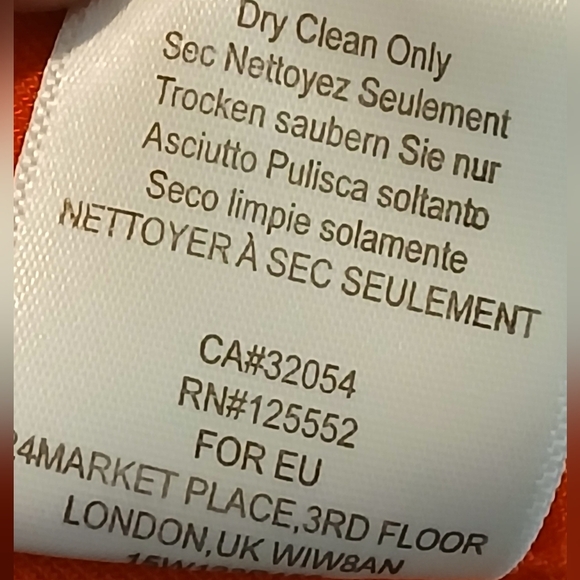 Dry Clean Only
Sec Nettoyez Seulement
Trocken saubern Sie nur
Asciutto Pulisca soltanto
Seco limpie solamente
NETTOYER À SEC SEULEMENT
CA#32054
RN#125552
FOR EU
24MARKET PLACE,3RD FLOOR
LONDON,UK WIW8AN